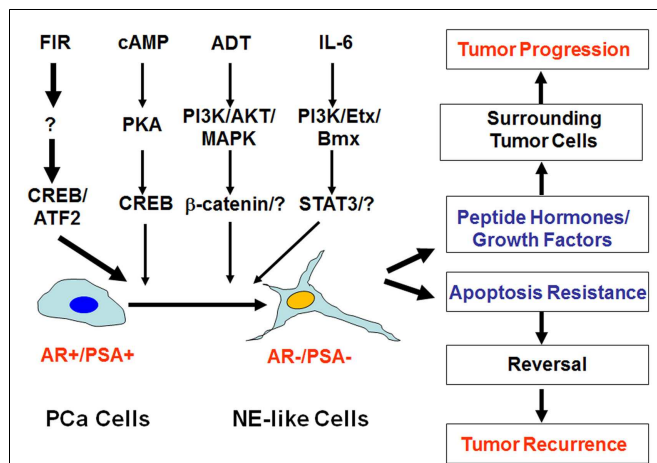 FIR
cAMP
ADT
IL-6
?
PKA
PI3K/AKT/
MAPK
PI3K/Etx/
Bmx
CREB/
ATF2
CREB
β-catenin/?
STAT3/?
AR+/PSA+
AR-/PSA-
PCa Cells
NE-like Cells
Tumor Progression
Surrounding
Tumor Cells
Peptide Hormones/
Growth Factors
Apoptosis Resistance
Reversal
Tumor Recurrence